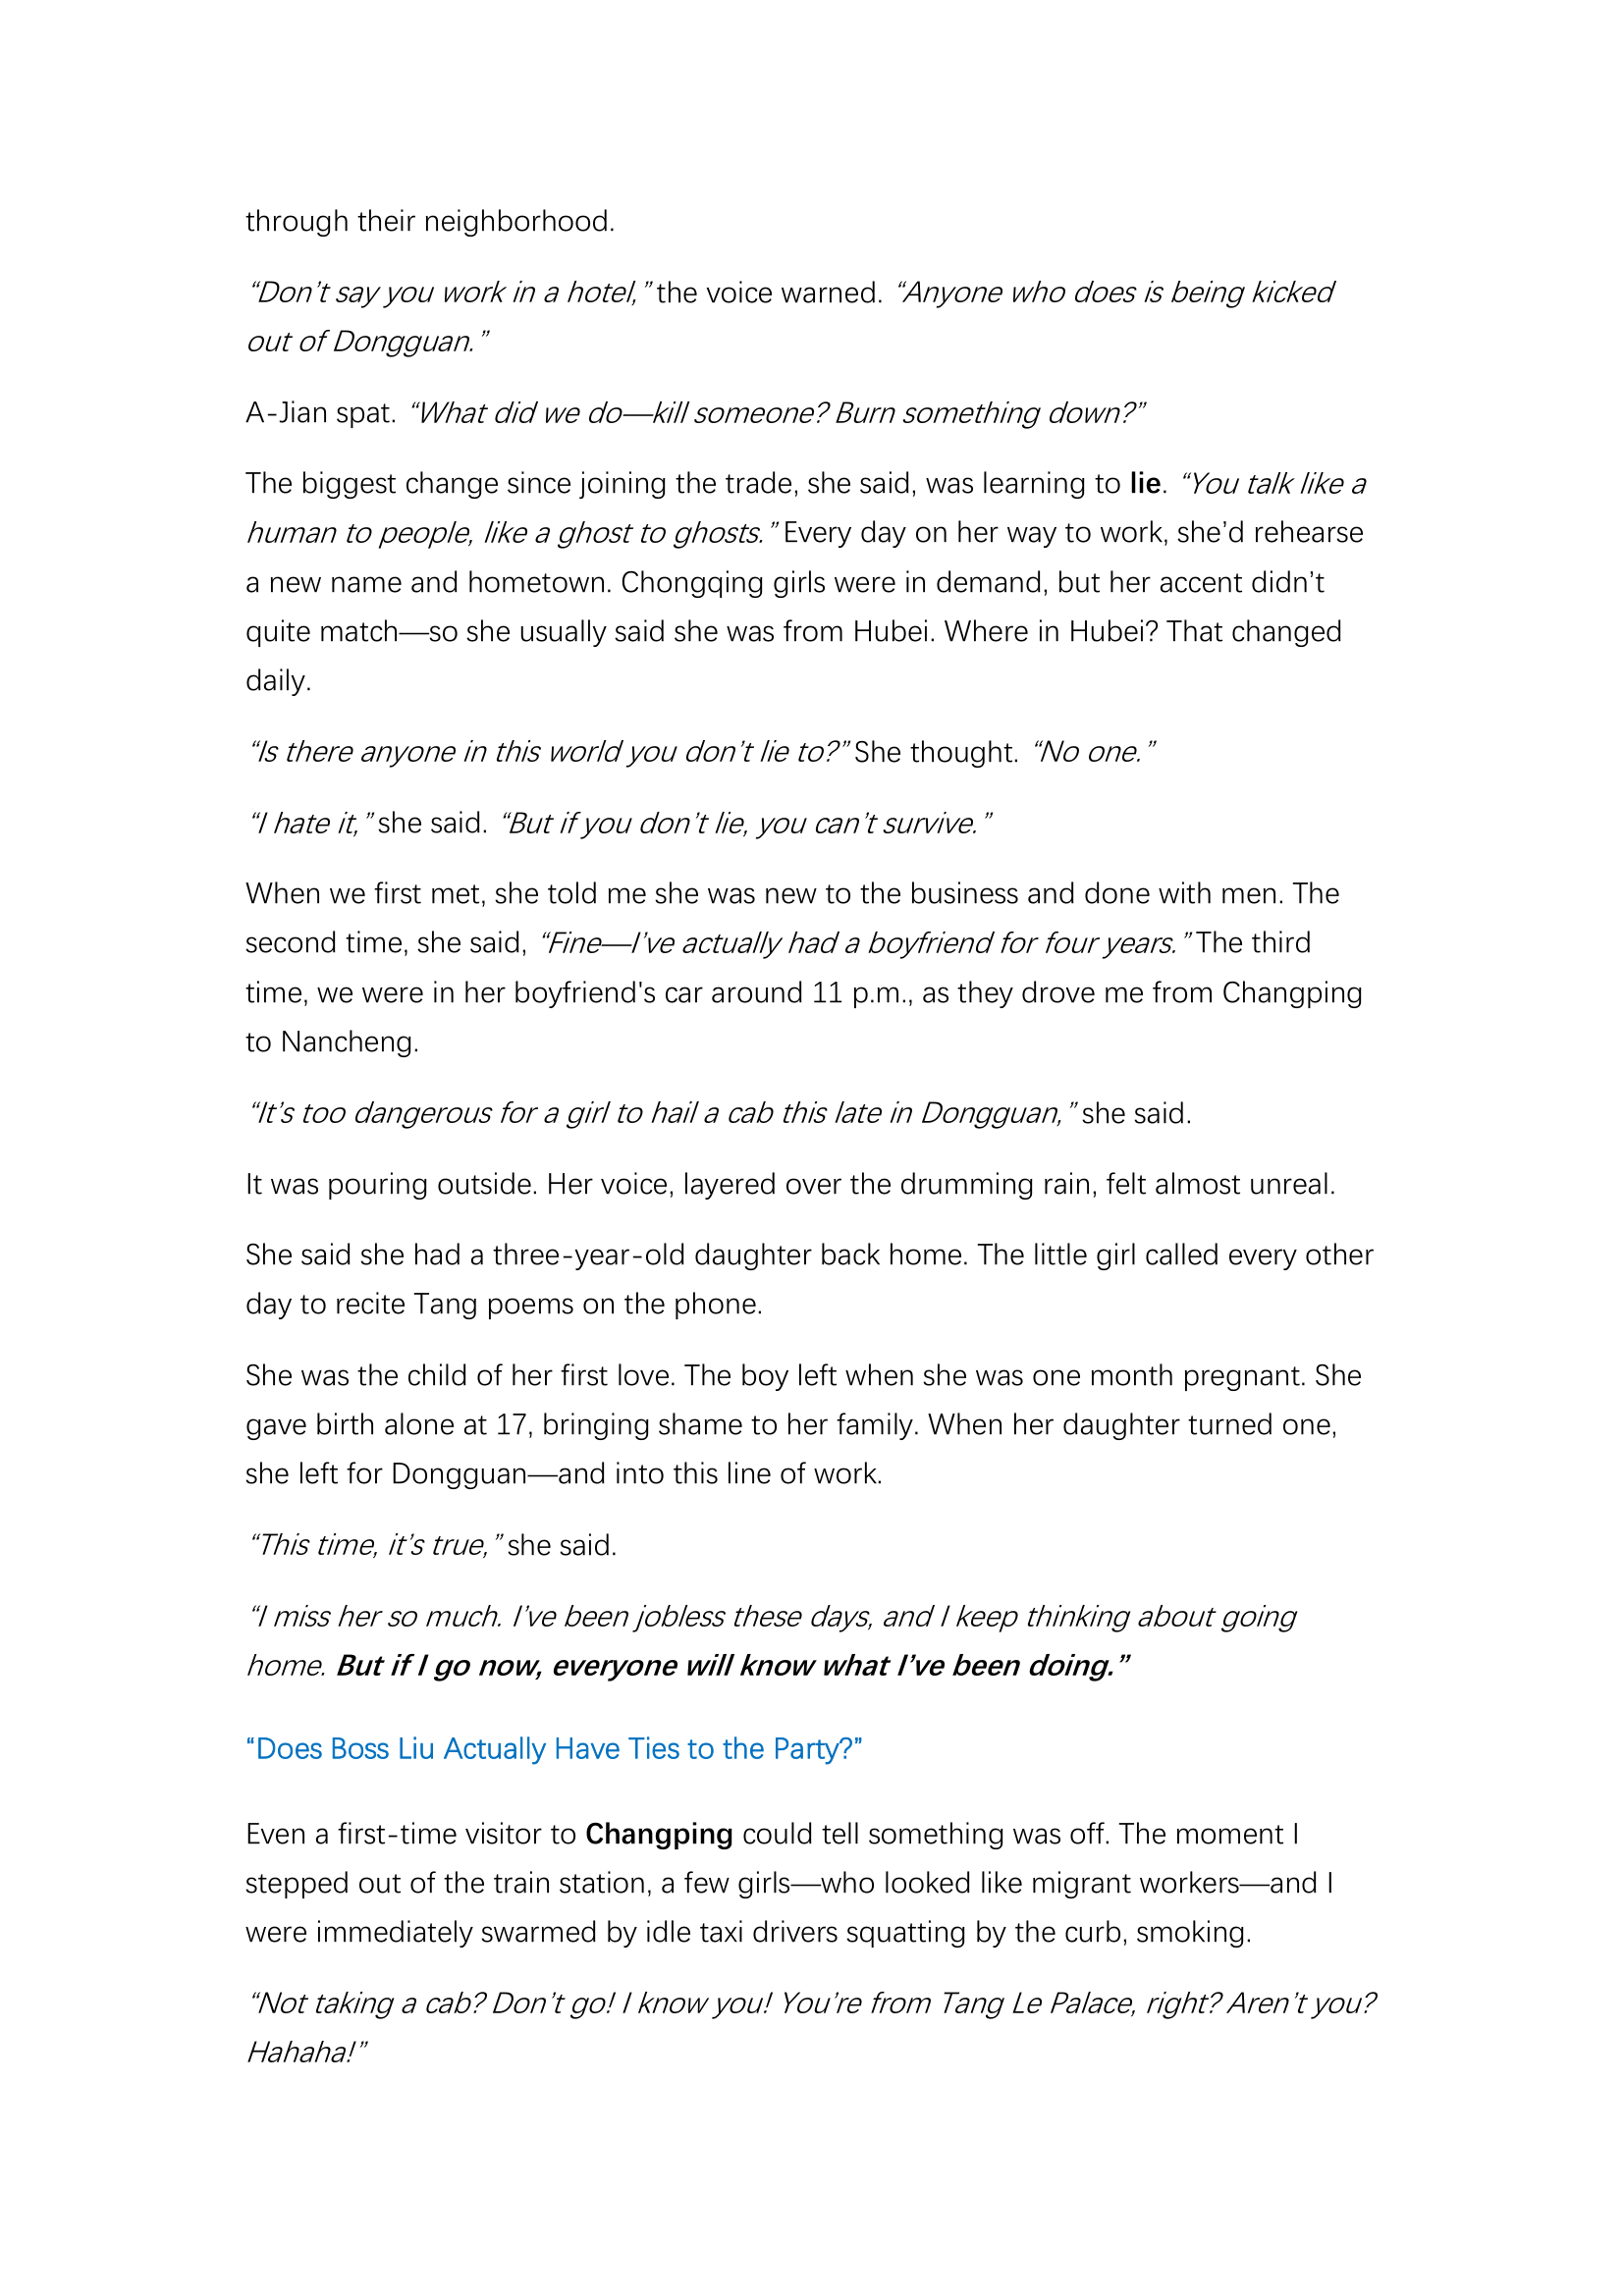 through their neighborhood.
“Don’t say you work in a hotel,” the voice warned. “Anyone who does is being kicked
out of Dongguan.”
A-Jian spat. “What did we do—kill someone? Burn something down?”
The biggest change since joining the trade, she said, was learning to lie. “You talk like a
human to people, like a ghost to ghosts.” Every day on her way to work, she’d rehearse
a new name and hometown. Chongqing girls were in demand, but her accent didn’t
quite match—so she usually said she was from Hubei. Where in Hubei? That changed
daily.
“Is there anyone in this world you don’t lie to?” She thought. “No one.”
“I hate it,” she said. “But if you don’t lie, you can’t survive.”
When we first met, she told me she was new to the business and done with men. The
second time, she said, “Fine—I’ve actually had a boyfriend for four years.” The third
time, we were in her boyfriend's car around 11 p.m., as they drove me from Changping
to Nancheng.
“It’s too dangerous for a girl to hail a cab this late in Dongguan,” she said.
It was pouring outside. Her voice, layered over the drumming rain, felt almost unreal.
She said she had a three-year-old daughter back home. The little girl called every other
day to recite Tang poems on the phone.
She was the child of her first love. The boy left when she was one month pregnant. She
gave birth alone at 17, bringing shame to her family. When her daughter turned one,
she left for Dongguan—and into this line of work.
“This time, it’s true,” she said.
“I miss her so much. I’ve been jobless these days, and I keep thinking about going
home. But if I go now, everyone will know what I’ve been doing.”
“Does Boss Liu Actually Have Ties to the Party?”
Even a first-time visitor to Changping could tell something was off. The moment I
stepped out of the train station, a few girls—who looked like migrant workers—and I
were immediately swarmed by idle taxi drivers squatting by the curb, smoking.
“Not taking a cab? Don’t go! I know you! You’re from Tang Le Palace, right? Aren’t you?
Hahaha!”